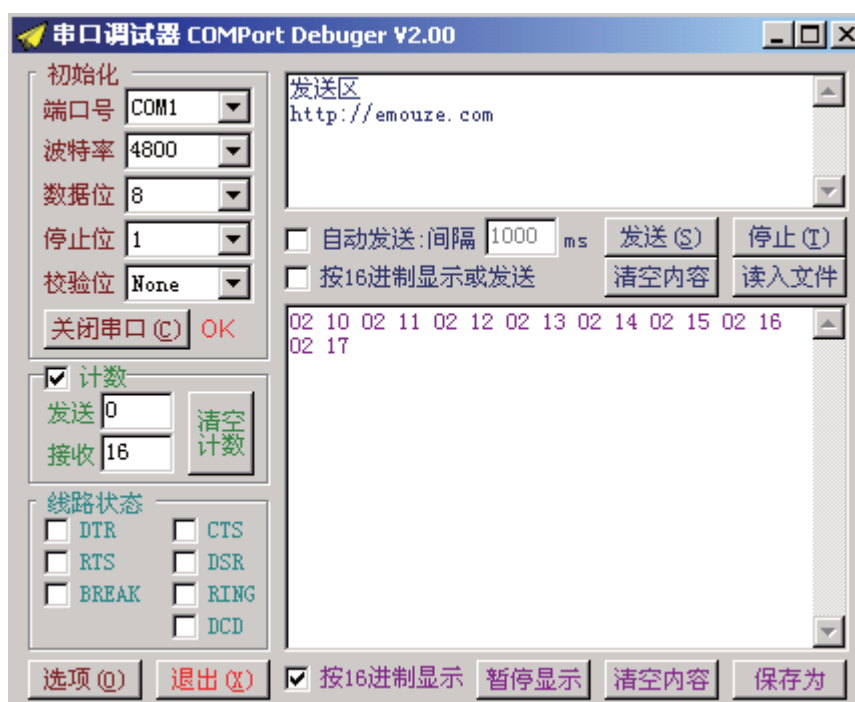 串口调试器 COMPort Debuger V2.00
初始化
端口号 COM1
波特率 4800
数据位 8
停止位 1
校验位 None
关闭串口(C) OK
计数
发送 0
接收 16
清空
计数
线路状态
DTR CTS
RTS DSR
BREAK RING
DCD
选项(O) 退出(X)
发送区
http://emouze.com
自动发送:间隔 1000 ms 发送(S) 停止(T)
按16进制显示或发送 清空内容 读入文件
02 10 02 11 02 12 02 13 02 14 02 15 02 16
02 17
按16进制显示 暂停显示 清空内容 保存为